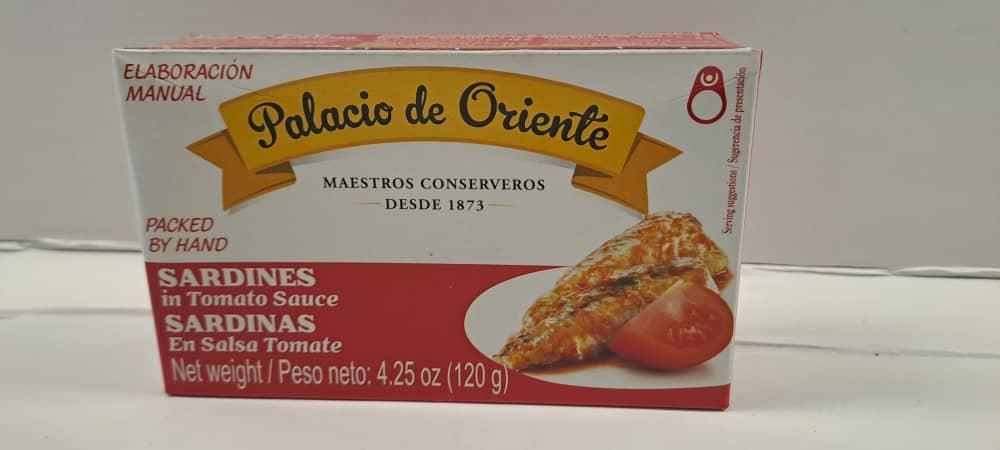 ELABORACIÓN
MANUAL
Palacio de Oriente
MAESTROS CONSERVEROS
DESDE 1873
PACKED
BY HAND
SARDINES
in Tomato Sauce
SARDINAS
En Salsa Tomate
Net weight / Peso neto: 4.25 oz (120 g)
Serving suggestions / Sugerencia de presentación